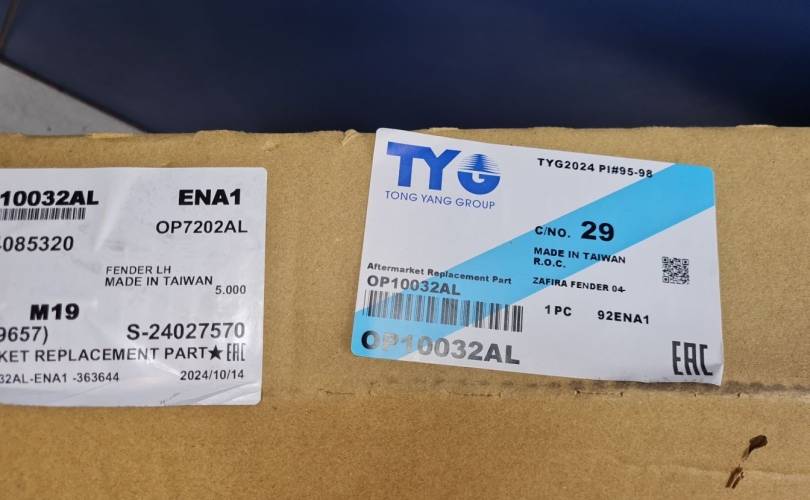 10032AL ENA1
OP7202AL
085320
FENDER LH
MADE IN TAIWAN
5.000
M19
9657) S-24027570
KET REPLACEMENT PART★ EAC
32AL-ENA1 -363644 2024/10/14
TYG
TONG YANG GROUP
TYG2024 PI#95-98
C/NO. 29
MADE IN TAIWAN
R.O.C.
Aftermarket Replacement Part
OP10032AL
ZAFIRA FENDER 04-
1 PC 92ENA1
OP10032AL
EAC